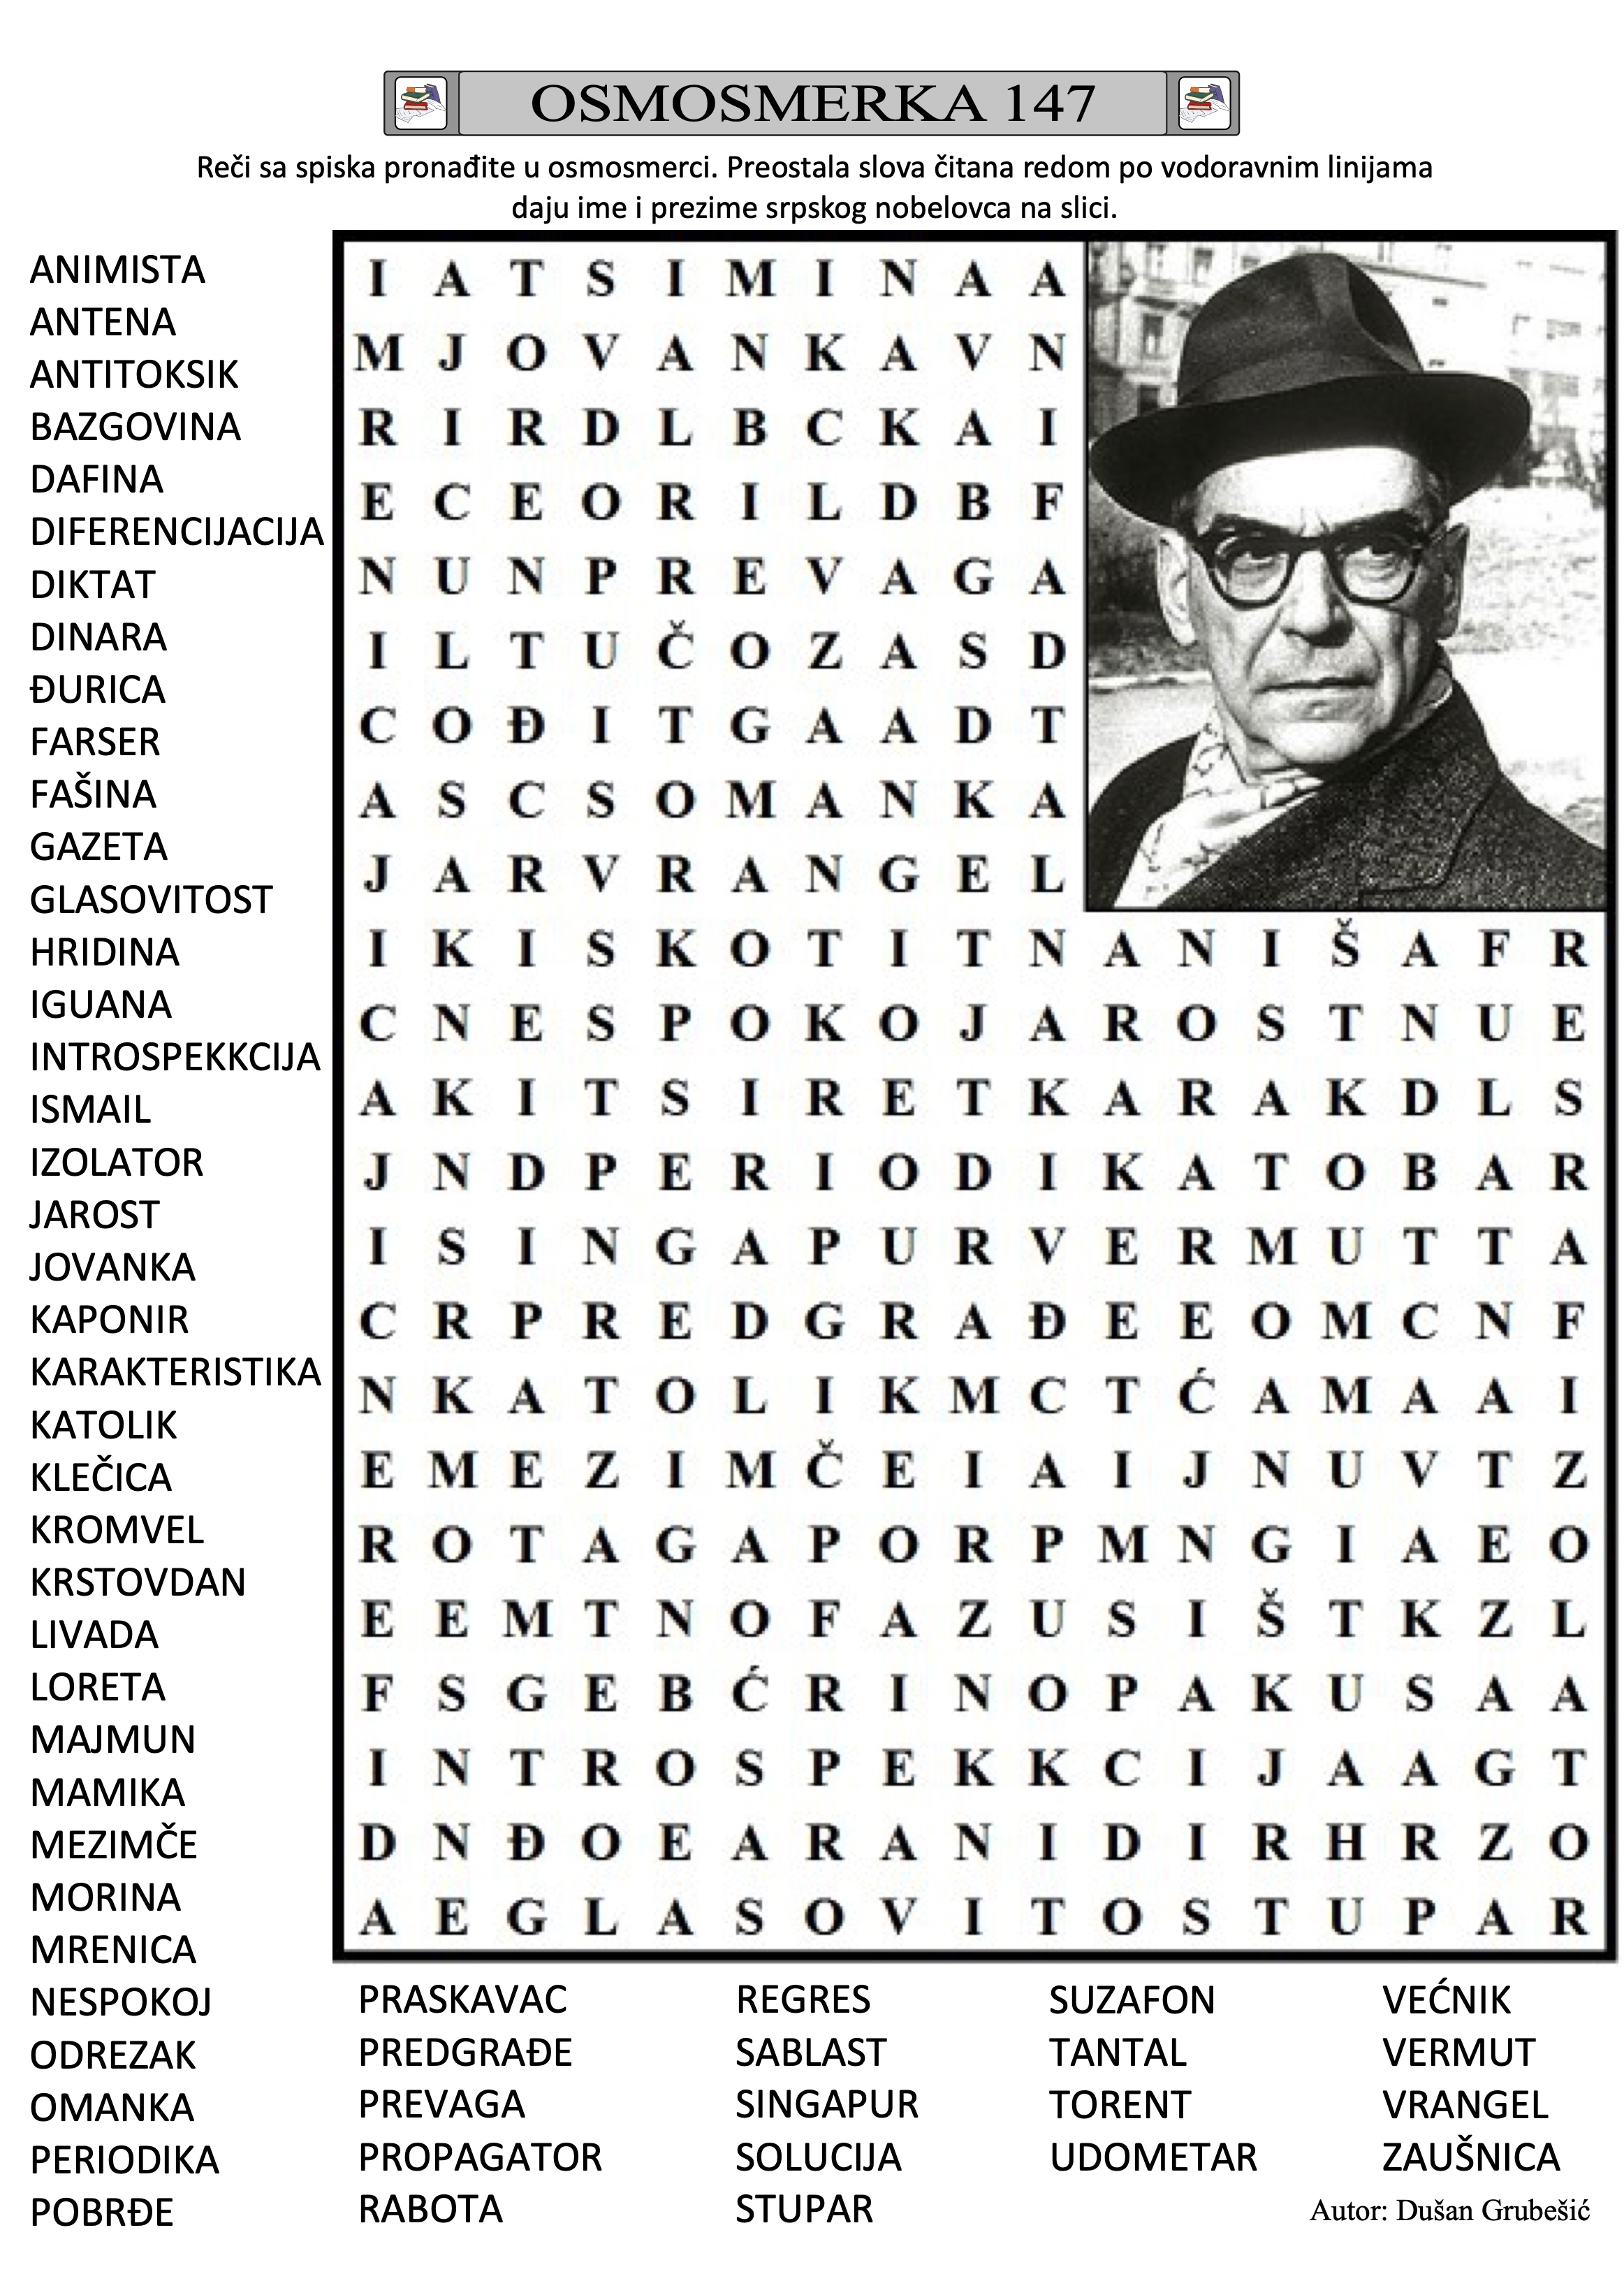 OSMOSMERKA 147
Reči sa spiska pronađite u osmosmerci. Preostala slova čitana redom po vodoravnim linijama
daju ime i prezime srpskog nobelovca na slici.
ANIMISTA
ANTENA
ANTITOKSIK
BAZGOVINA
DAFINA
DIFERENCIJACIJA
DIKTAT
DINARA
ĐURICA
FARSER
FAŠINA
GAZETA
GLASOVITOST
HRIDINA
IGUANA
INTROSPEKKCIJA
ISMAIL
IZOLATOR
JAROST
JOVANKA
KAPONIR
KARAKTERISTIKA
KATOLIK
KLEČICA
KROMVEL
KRSTOVDAN
LIVADA
LORETA
MAJMUN
MAMIKA
MEZIMČE
MORINA
MRENICA
NESPOKOJ
ODREZAK
OMANKA
PERIODIKA
POBRĐE
I A T S I M I N A A
M J O V A N K A V N
R I R D L B C K A I
E C E O R I L D B F
N U N P R E V A G A
I L T U Č O Z A S D
C O Đ I T G A A D T
A S C S O M A N K A
J A R V R A N G E L
I K I S K O T I T N A N I Š A F R
C N E S P O K O J A R O S T N U E
A K I T S I R E T K A R A K D L S
J N D P E R I O D I K A T O B A R
I S I N G A P U R V E R M U T T A
C R P R E D G R A Đ E E O M C N F
N K A T O L I K M C T Ć A M A A I
E M E Z I M Č E I A I J N U V T Z
R O T A G A P O R P M N G I A E O
E E M T N O F A Z U S I Š T K Z L
F S G E B Ć R I N O P A K U S A A
I N T R O S P E K K C I J A A G T
D N Đ O E A R A N I D I R H R Z O
A E G L A S O V I T O S T U P A R
PRASKAVAC
PREDGRAĐE
PREVAGA
PROPAGATOR
RABOTA
REGRES
SABLAST
SINGAPUR
SOLUCIJA
STUPAR
SUZAFON
TANTAL
TORENT
UDOMETAR
VEĆNIK
VERMUT
VRANGEL
ZAUŠNICA
Autor: Dušan Grubešić